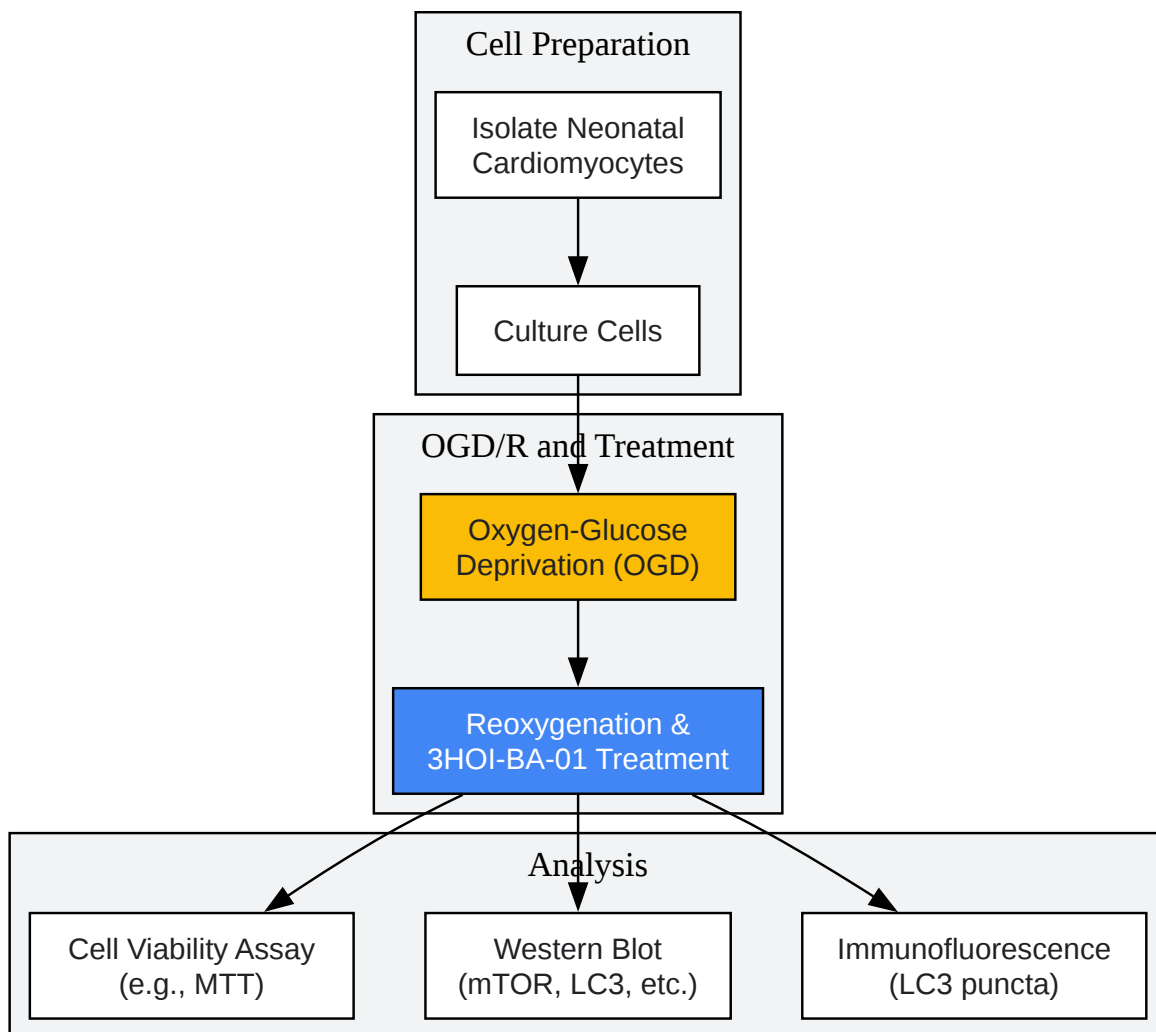 Cell Preparation
Isolate Neonatal
Cardiomyocytes
Culture Cells
OGD/R and Treatment
Oxygen-Glucose
Deprivation (OGD)
Reoxygenation &
3HOI-BA-01 Treatment
Analysis
Cell Viability Assay
(e.g., MTT)
Western Blot
(mTOR, LC3, etc.)
Immunofluorescence
(LC3 puncta)